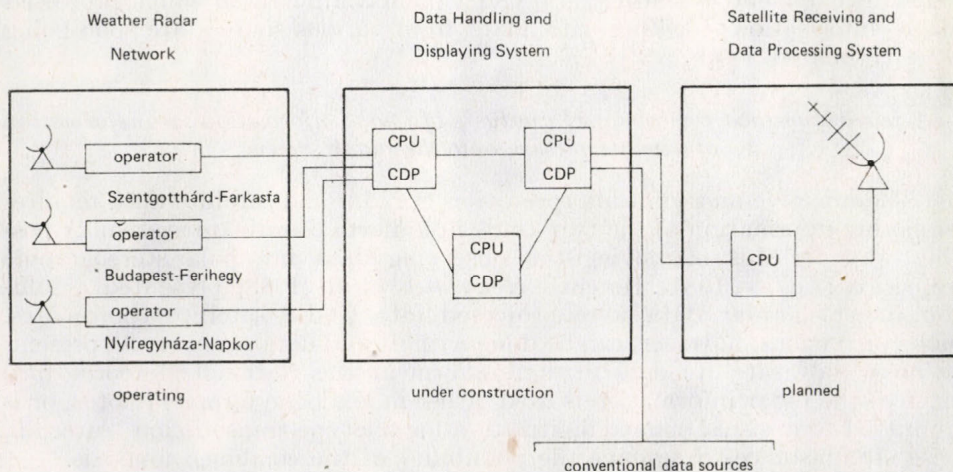 Weather Radar
Network
Data Handling and
Displaying System
Satellite Receiving and
Data Processing System
operator
Szentgotthárd-Farkasfa
operator
Budapest-Ferihegy
operator
Nyíregyháza-Napkor
operating
CPU
CDP
CPU
CDP
CPU
CDP
under construction
CPU
planned
conventional data sources